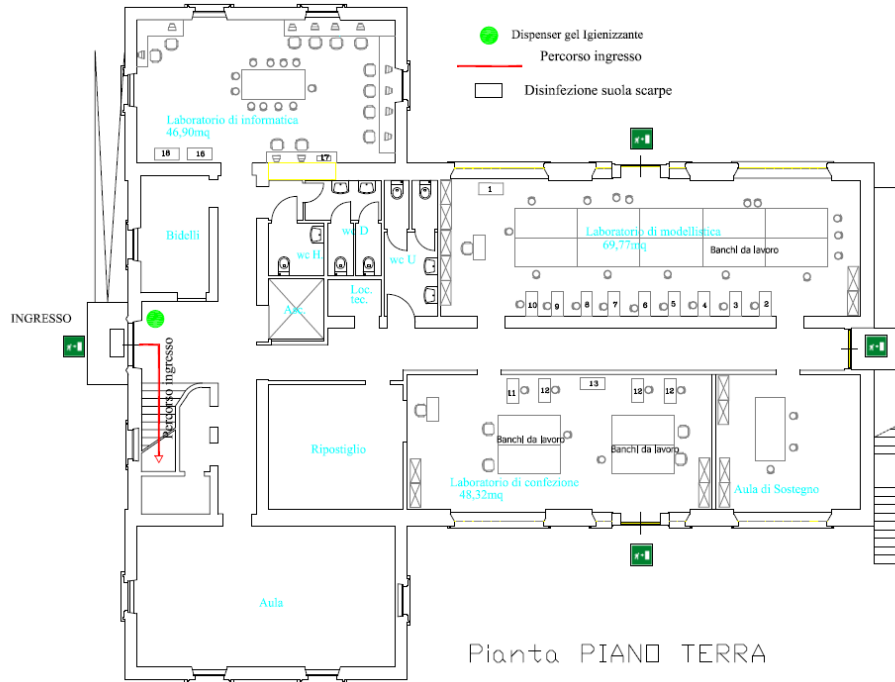 Dispenser gel Igienizzante
Percorso ingresso
Disinfezione suola scarpe
Laboratorio di informatica
46,90mq
18
16
17
Bidelli
wc H.
wc D
wc U
Loc.
tec.
Asc.
1
Laboratorio di modellistica
69,77mq
Banchi da lavoro
10
9
8
7
6
5
4
3
2
INGRESSO
Percorso ingresso
Ripostiglio
11
12
13
12
12
Banchi da lavoro
Banchi da lavoro
Laboratorio di confezione
48,32mq
Aula di Sostegno
Aula
Pianta PIANO TERRA